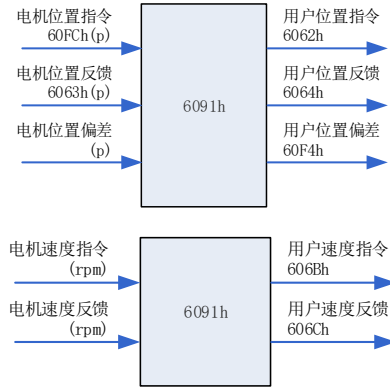 电机位置指令
60FCh(p)
用户位置指令
6062h
电机位置反馈
6063h(p)
用户位置反馈
6064h
6091h
电机位置偏差
(p)
用户位置偏差
60F4h
电机速度指令
(rpm)
用户速度指令
606Bh
电机速度反馈
(rpm)
用户速度反馈
606Ch
6091h